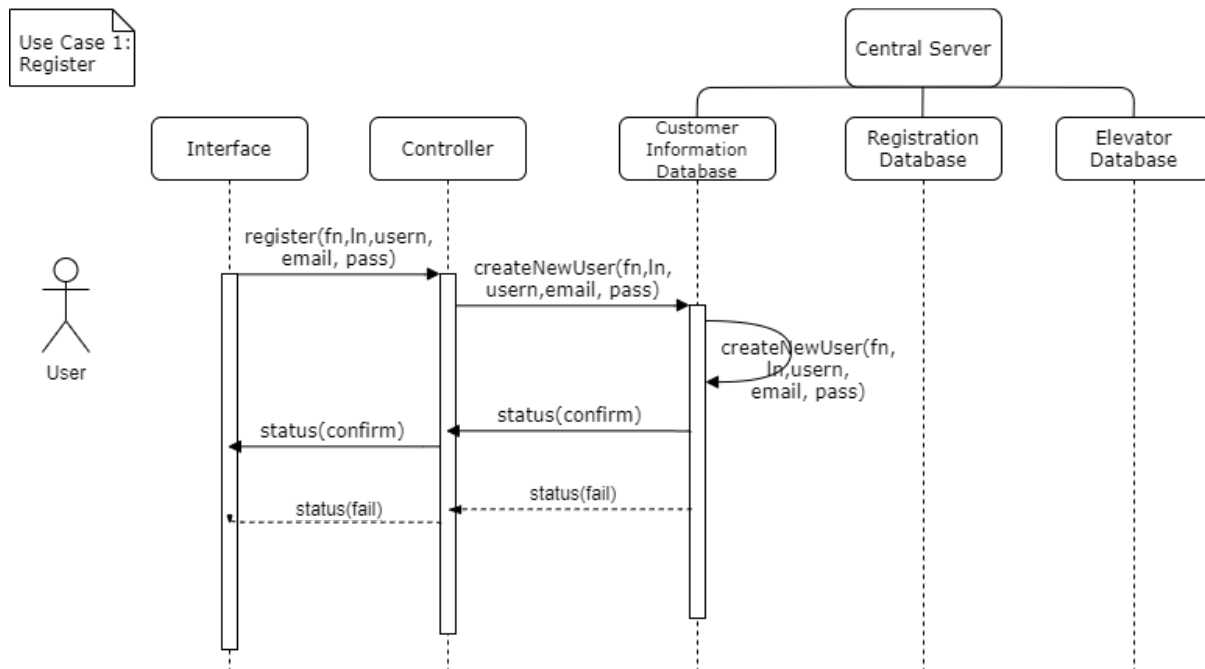 Use Case 1:
Register
Central Server
Interface
Controller
Customer
Information
Database
Registration
Database
Elevator
Database
register(fn,ln,usern,
email, pass)
createNewUser(fn,ln,
usern,email, pass)
User
createNewUser(fn,
ln,usern,
email, pass)
status(confirm)
status(confirm)
status(fail)
status(fail)